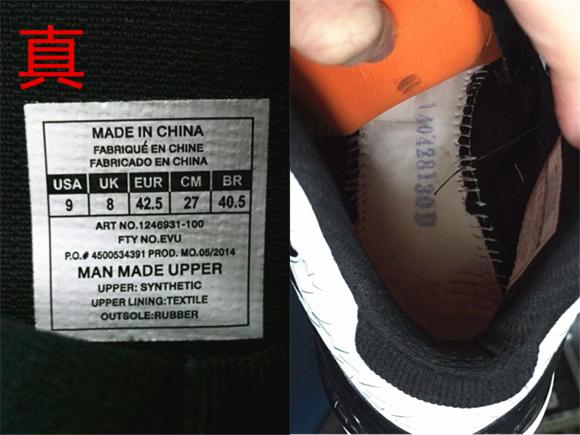 真
MADE IN CHINA
FABRIQUÉ EN CHINE
FABRICADO EN CHINA
USA UK EUR CM BR
9 8 42.5 27 40.5
ART NO.1246931-100
FTY NO.EVU
P.O.# 4500534391 PROD. MO.05/2014
MAN MADE UPPER
UPPER: SYNTHETIC
UPPER LINING:TEXTILE
OUTSOLE:RUBBER
140428130D